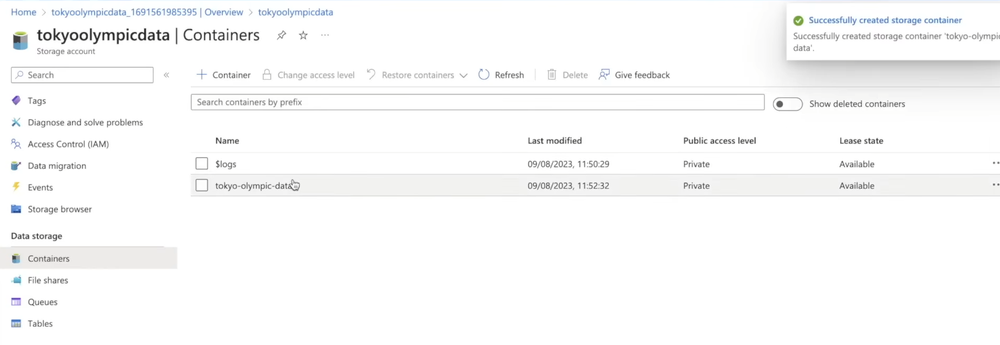 Home > tokyoolympicdata_1691561985395 | Overview > tokyoolympicdata
Successfully created storage container
Successfully created storage container 'tokyo-olympic
data'.
tokyoolympicdata | Containers
Storage account
Search
Container Change access level Restore containers Refresh Delete Give feedback
Search containers by prefix
Show deleted containers
Tags
Diagnose and solve problems
Access Control (IAM)
Data migration
Events
Storage browser
Data storage
Containers
File shares
Queues
Tables
Name Last modified Public access level Lease state
$logs 09/08/2023, 11:50:29 Private Available
tokyo-olympic-data 09/08/2023, 11:52:32 Private Available